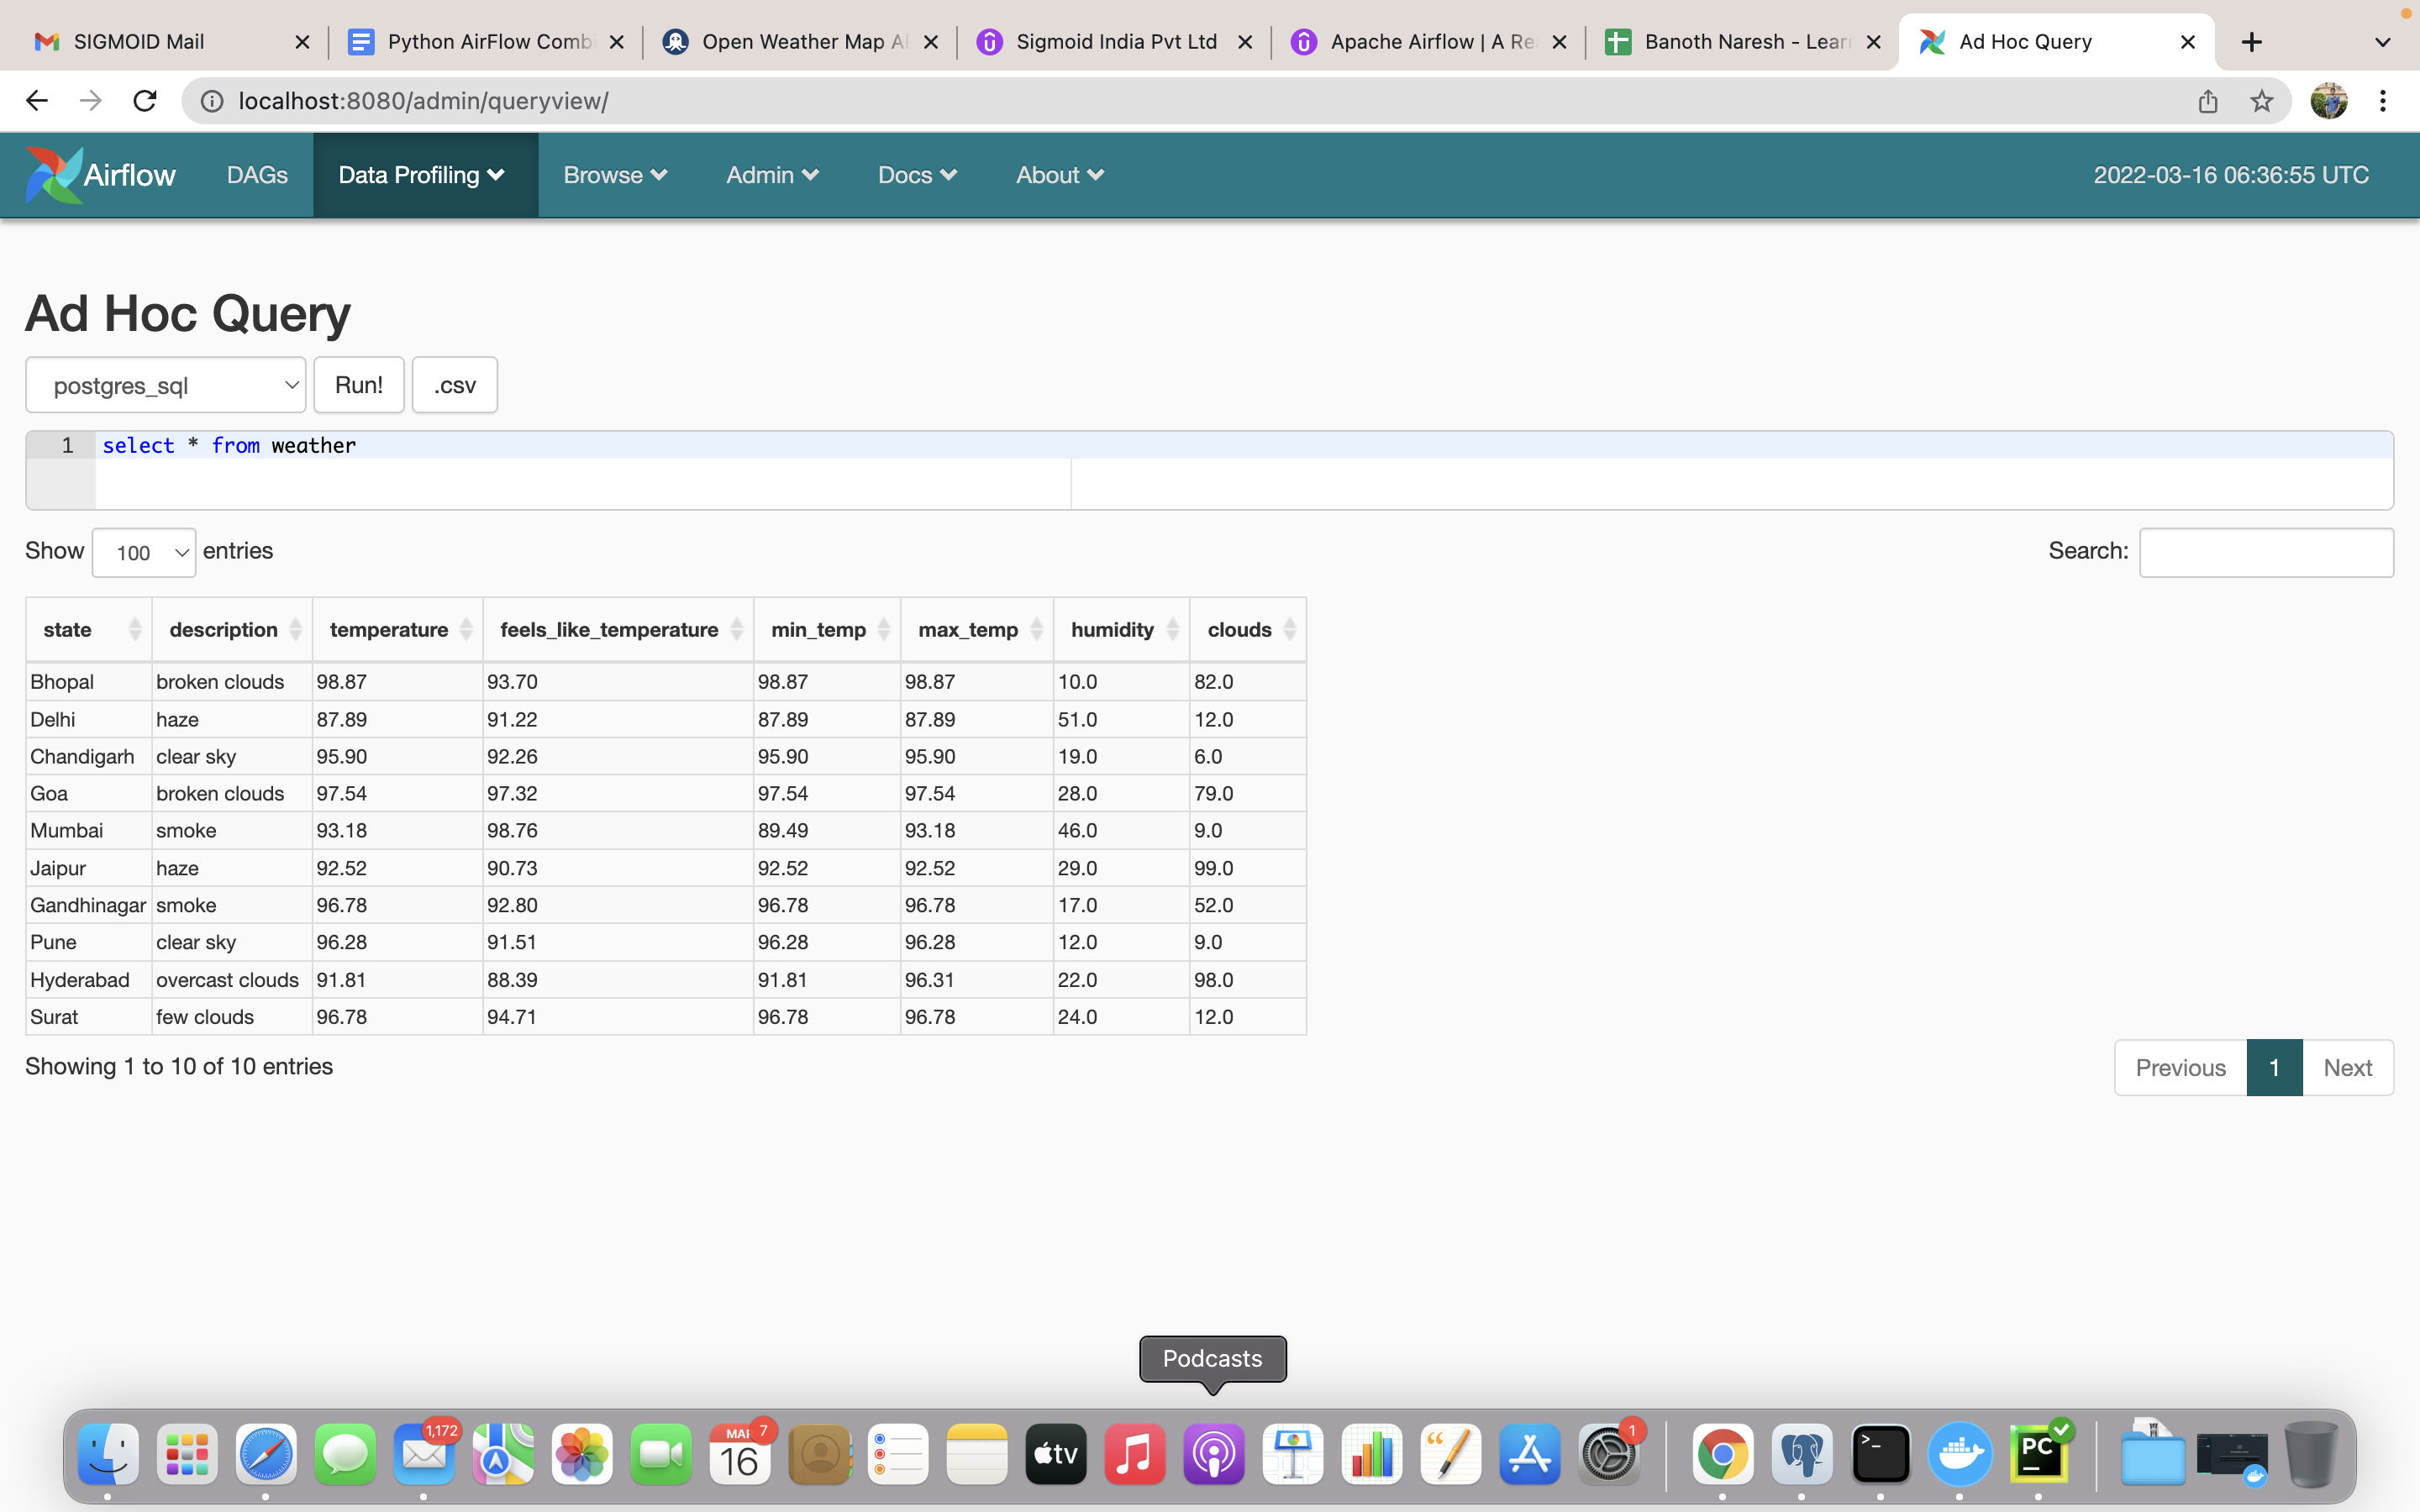 SIGMOID Mail Python AirFlow Comb Open Weather Map A Sigmoid India Pvt Ltd Apache Airflow | A Re Banoth Naresh - Lear Ad Hoc Query
localhost:8080/admin/queryview/
Airflow DAGs Data Profiling Browse Admin Docs About 2022-03-16 06:36:55 UTC
Ad Hoc Query
postgres_sql Run! .csv
1 select * from weather
Show 100 entries Search:
state description temperature feels_like_temperature min_temp max_temp humidity clouds
Bhopal broken clouds 98.87 93.70 98.87 98.87 10.0 82.0
Delhi haze 87.89 91.22 87.89 87.89 51.0 12.0
Chandigarh clear sky 95.90 92.26 95.90 95.90 19.0 6.0
Goa broken clouds 97.54 97.32 97.54 97.54 28.0 79.0
Mumbai smoke 93.18 98.76 89.49 93.18 46.0 9.0
Jaipur haze 92.52 90.73 92.52 92.52 29.0 99.0
Gandhinagar smoke 96.78 92.80 96.78 96.78 17.0 52.0
Pune clear sky 96.28 91.51 96.28 96.28 12.0 9.0
Hyderabad overcast clouds 91.81 88.39 91.81 96.31 22.0 98.0
Surat few clouds 96.78 94.71 96.78 96.78 24.0 12.0
Showing 1 to 10 of 10 entries Previous 1 Next
Podcasts
1,172 MAR 7 1
16 tv >_ PC